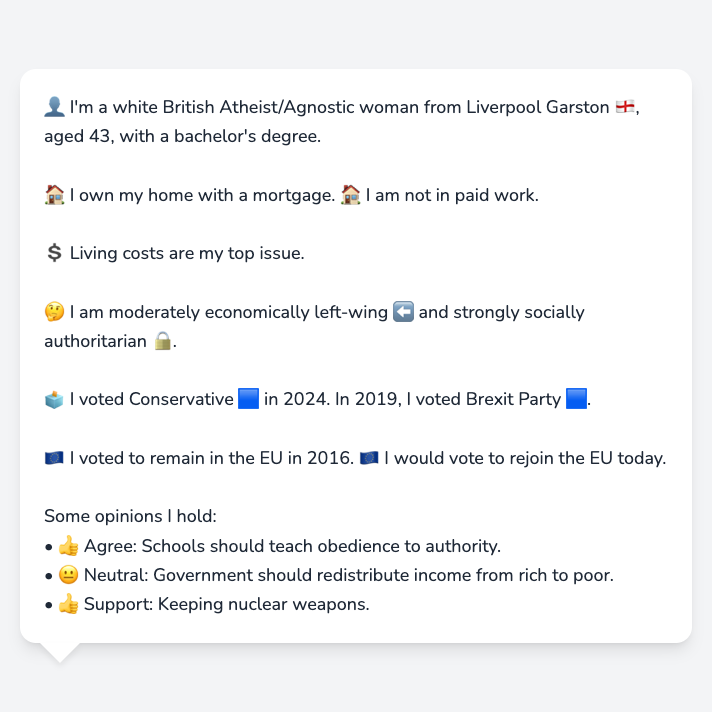 👤 I'm a white British Atheist/Agnostic woman from Liverpool Garston 🏴󠁧󠁢󠁥󠁮󠁧󠁿,
aged 43, with a bachelor's degree.
🏠 I own my home with a mortgage. 🏠 I am not in paid work.
💲 Living costs are my top issue.
🤔 I am moderately economically left-wing ⬅️ and strongly socially
authoritarian 🔒.
🗳️ I voted Conservative 🟦 in 2024. In 2019, I voted Brexit Party 🟦.
🇪🇺 I voted to remain in the EU in 2016. 🇪🇺 I would vote to rejoin the EU today.
Some opinions I hold:
• 👍 Agree: Schools should teach obedience to authority.
• 😐 Neutral: Government should redistribute income from rich to poor.
• 👍 Support: Keeping nuclear weapons.